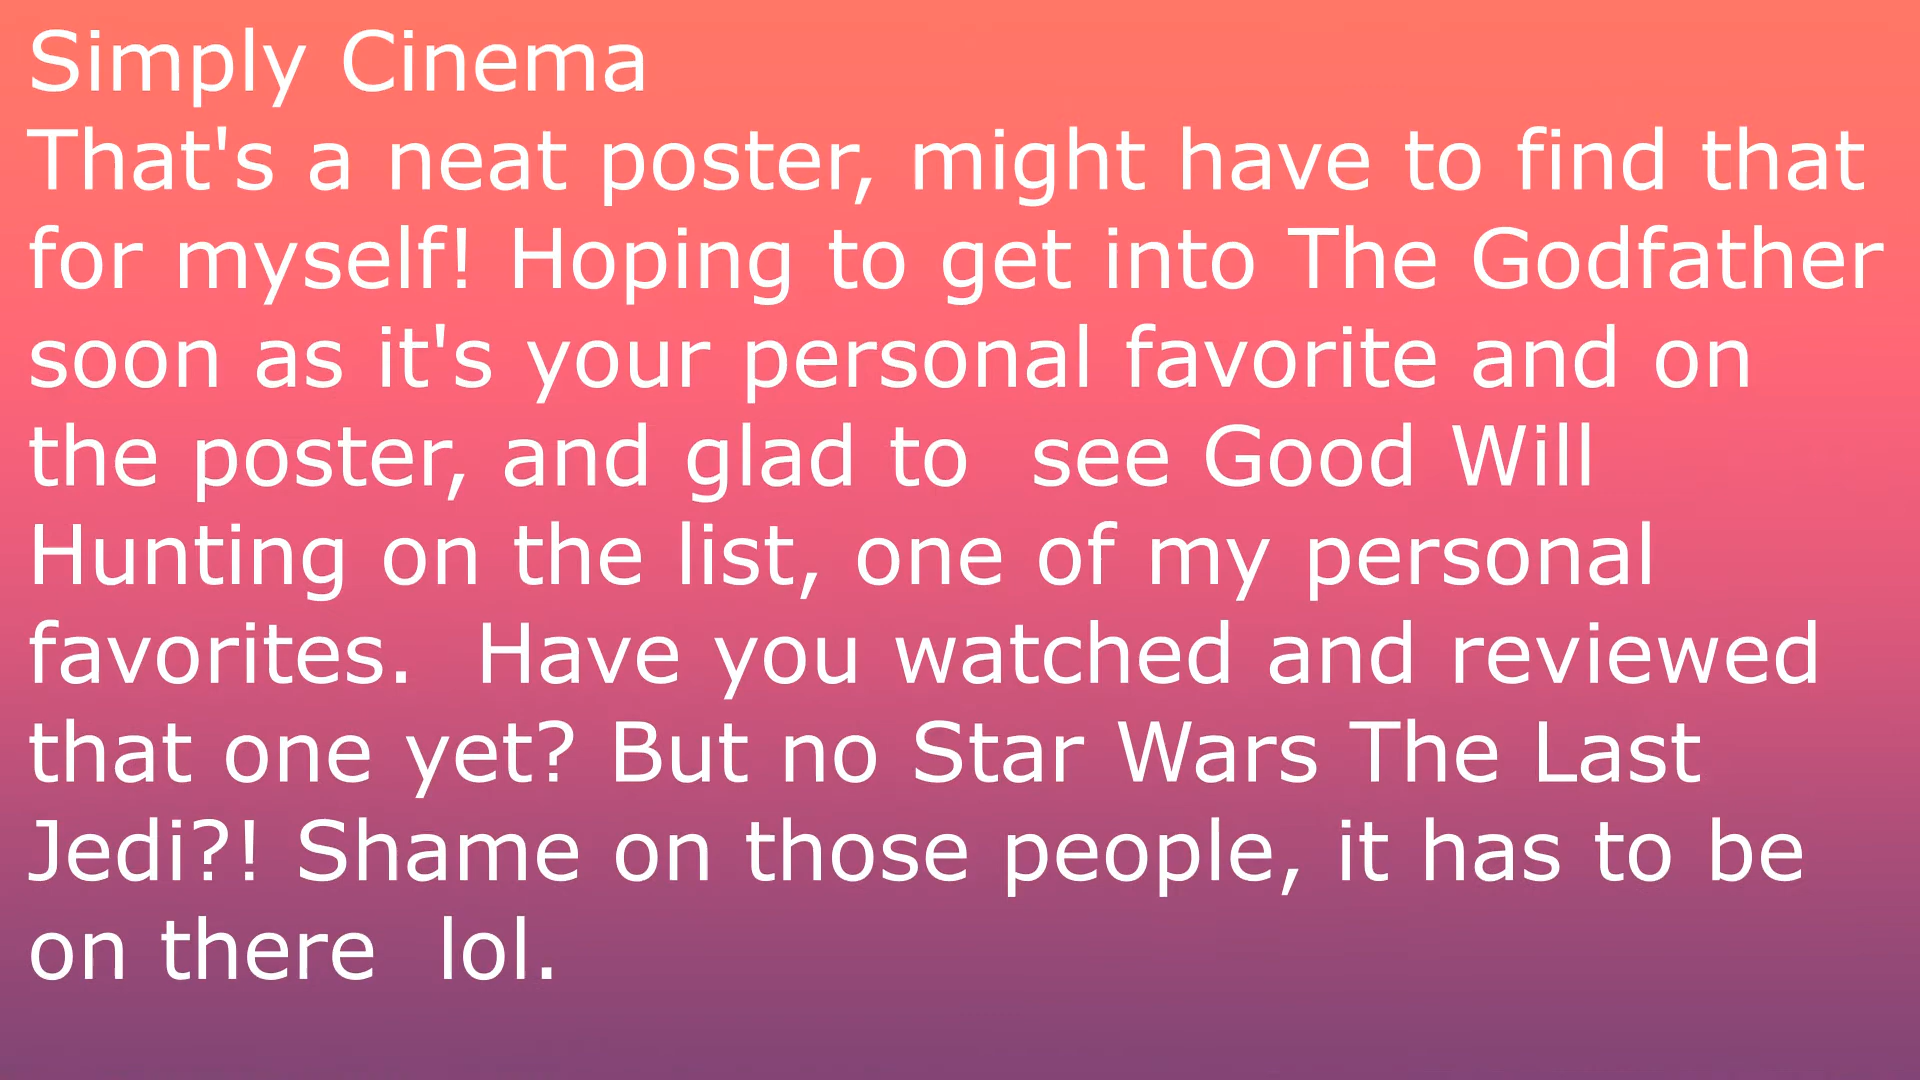 Simply Cinema
That's a neat poster, might have to find that
for myself! Hoping to get into The Godfather
soon as it's your personal favorite and on
the poster, and glad to  see Good Will
Hunting on the list, one of my personal
favorites.  Have you watched and reviewed
that one yet? But no Star Wars The Last
Jedi?! Shame on those people, it has to be
on there  lol.